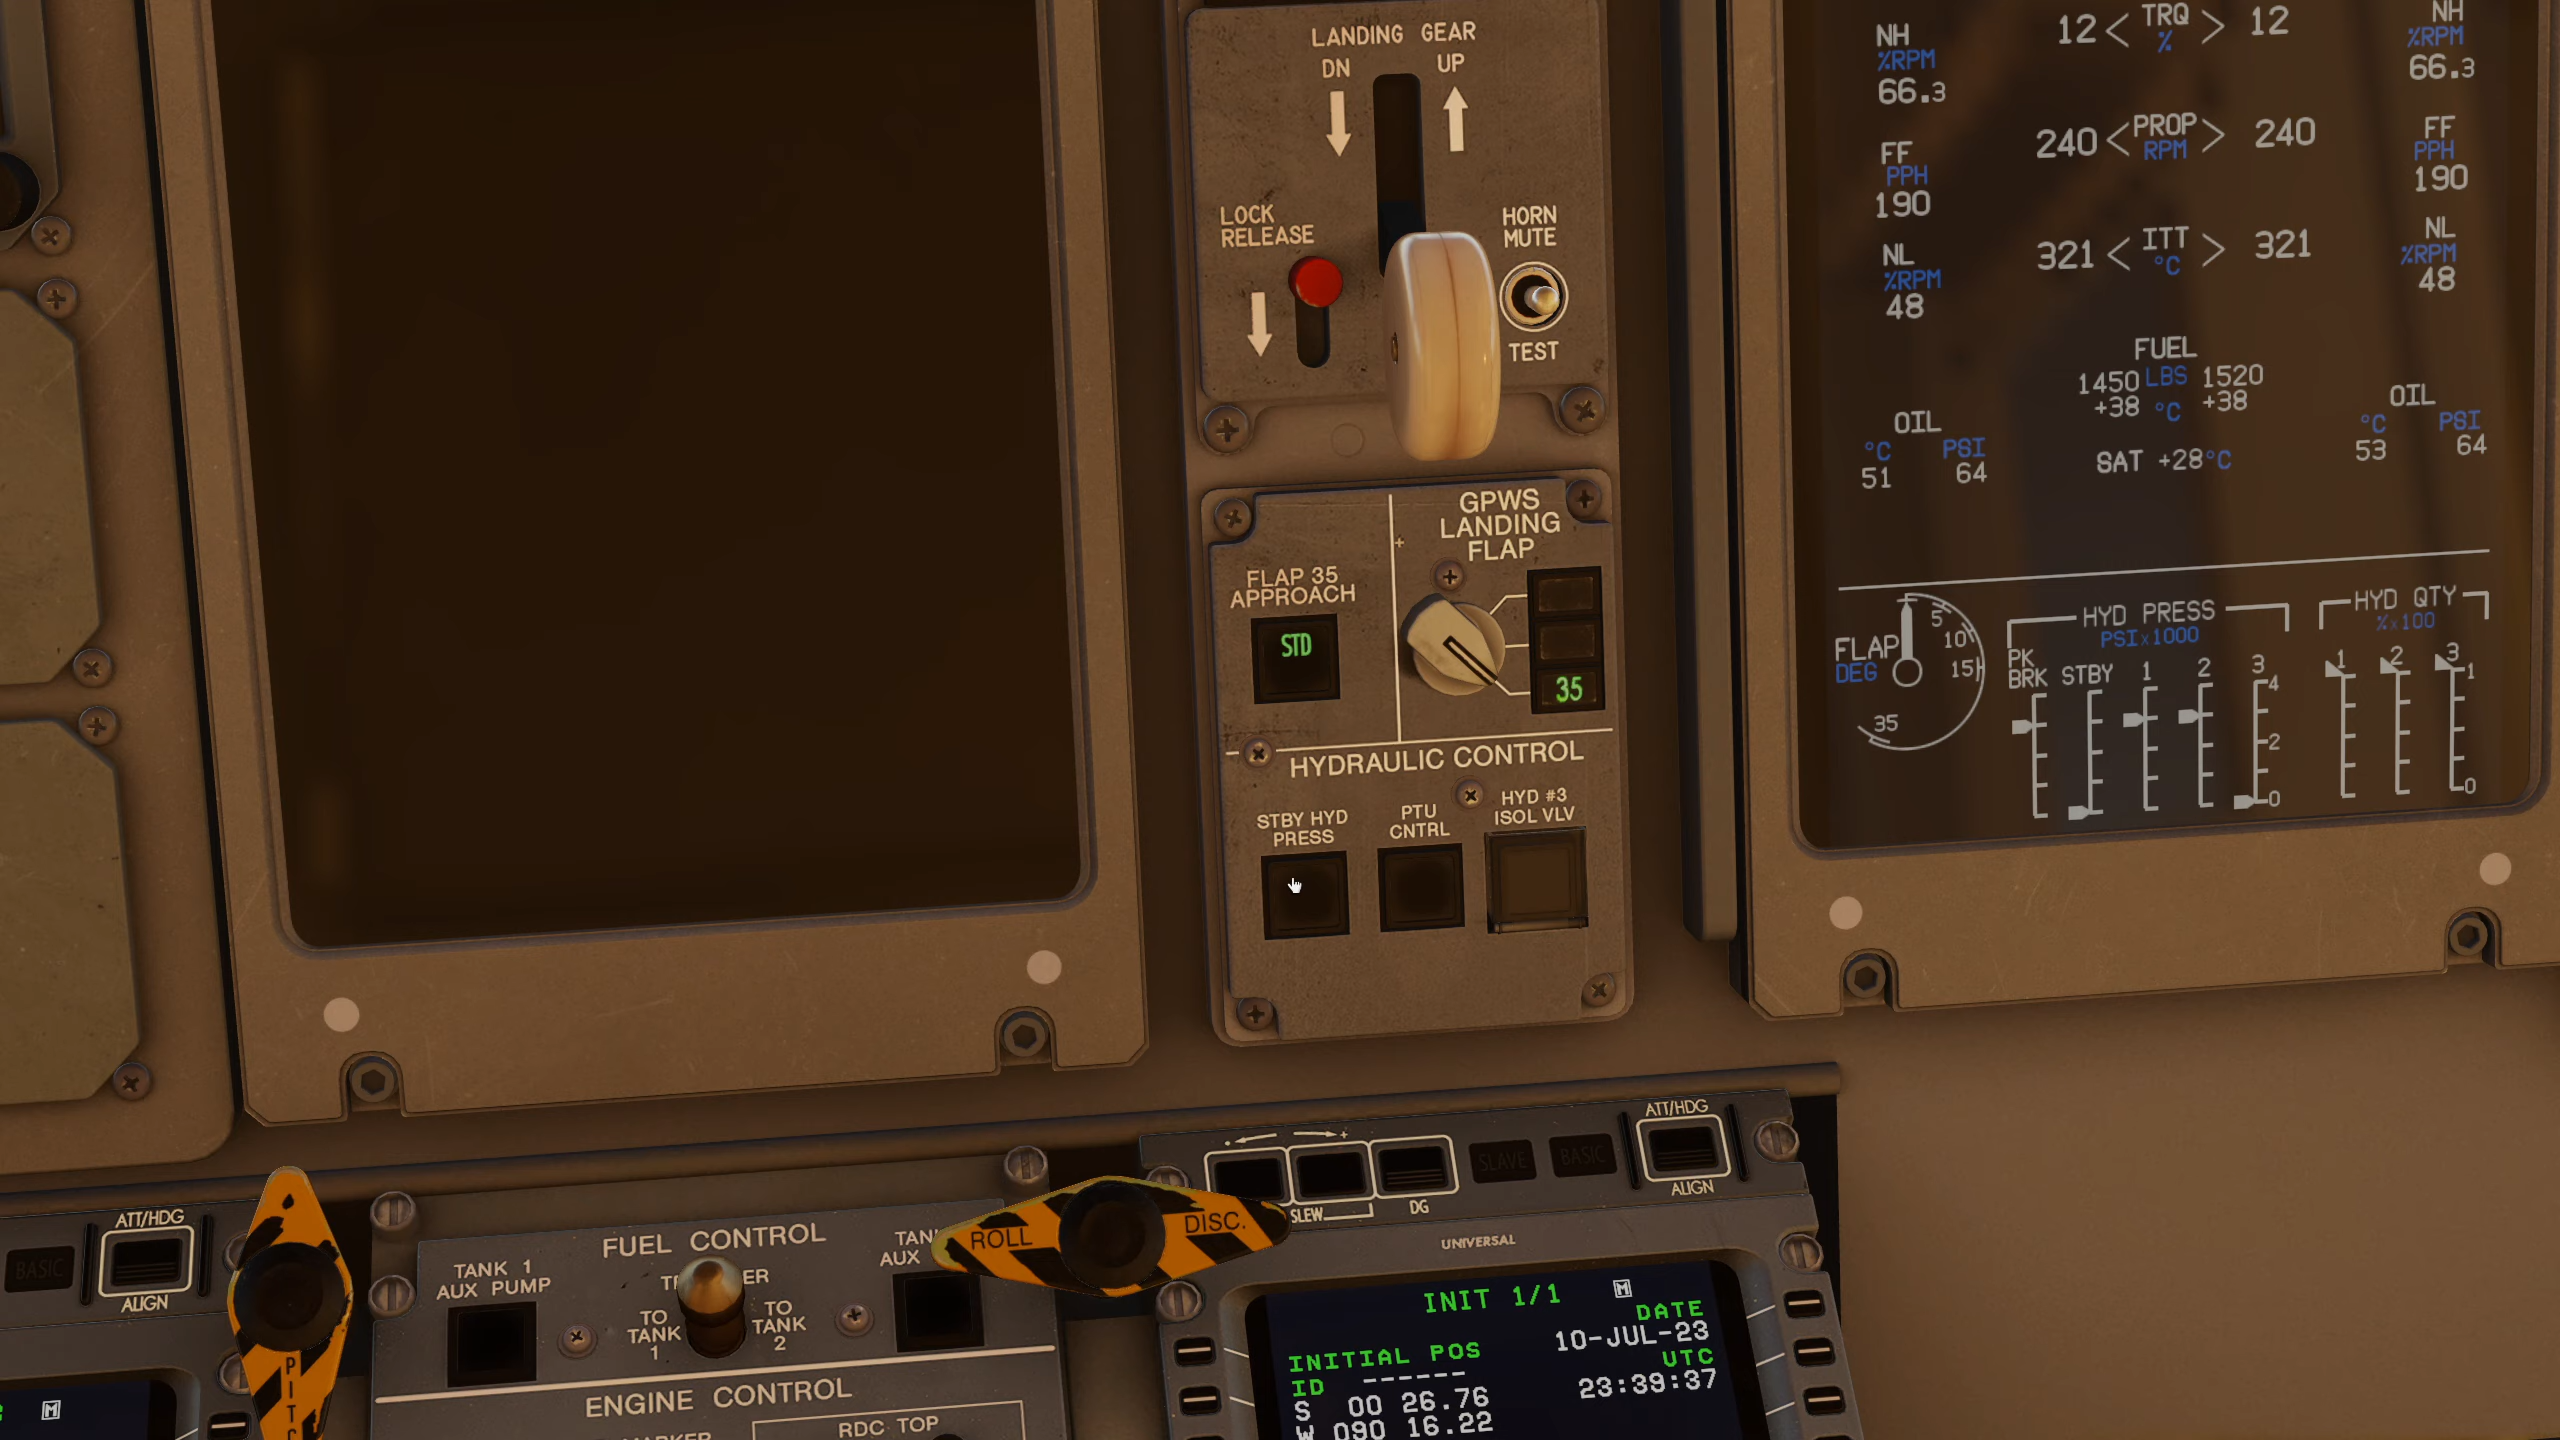 LANDING GEAR
DN
UP
LOCK
RELEASE
HORN
MUTE
TEST
GPWS
LANDING
FLAP
FLAP 35
APPROACH
STD
35
HYDRAULIC CONTROL
STBY HYD
PRESS
PTU
CNTRL
HYD #3
ISOL VLV
NH
%RPM
66.3
12 < TRQ > 12
%
NH
%RPM
66.3
FF
PPH
190
240 < PROP > 240
RPM
FF
PPH
190
NL
%RPM
48
321 < ITT > 321
°C
NL
%RPM
48
FUEL
1450 LBS 1520
+38 °C +38
OIL
°C PSI
51 64
SAT +28°C
OIL
°C PSI
53 64
FLAP
DEG
5
10
15
35
HYD PRESS
PSI×1000
PK
BRK
STBY
1
2
3
4
2
0
HYD QTY
%×100
1
2
3
1
0
BASIC
ATT/HDG
ALIGN
FUEL CONTROL
TANK 1
AUX PUMP
TO
TANK
1
TO
TANK
2
AUX
ROLL DISC.
ENGINE CONTROL
RDC TOP
- +
SLEW
DG
SLAVE
BASIC
ATT/HDG
ALIGN
UNIVERSAL
INIT 1/1 M
DATE
10-JUL-23
UTC
23:39:37
INITIAL POS
ID ------
S 00 26.76
W 090 16.22
M